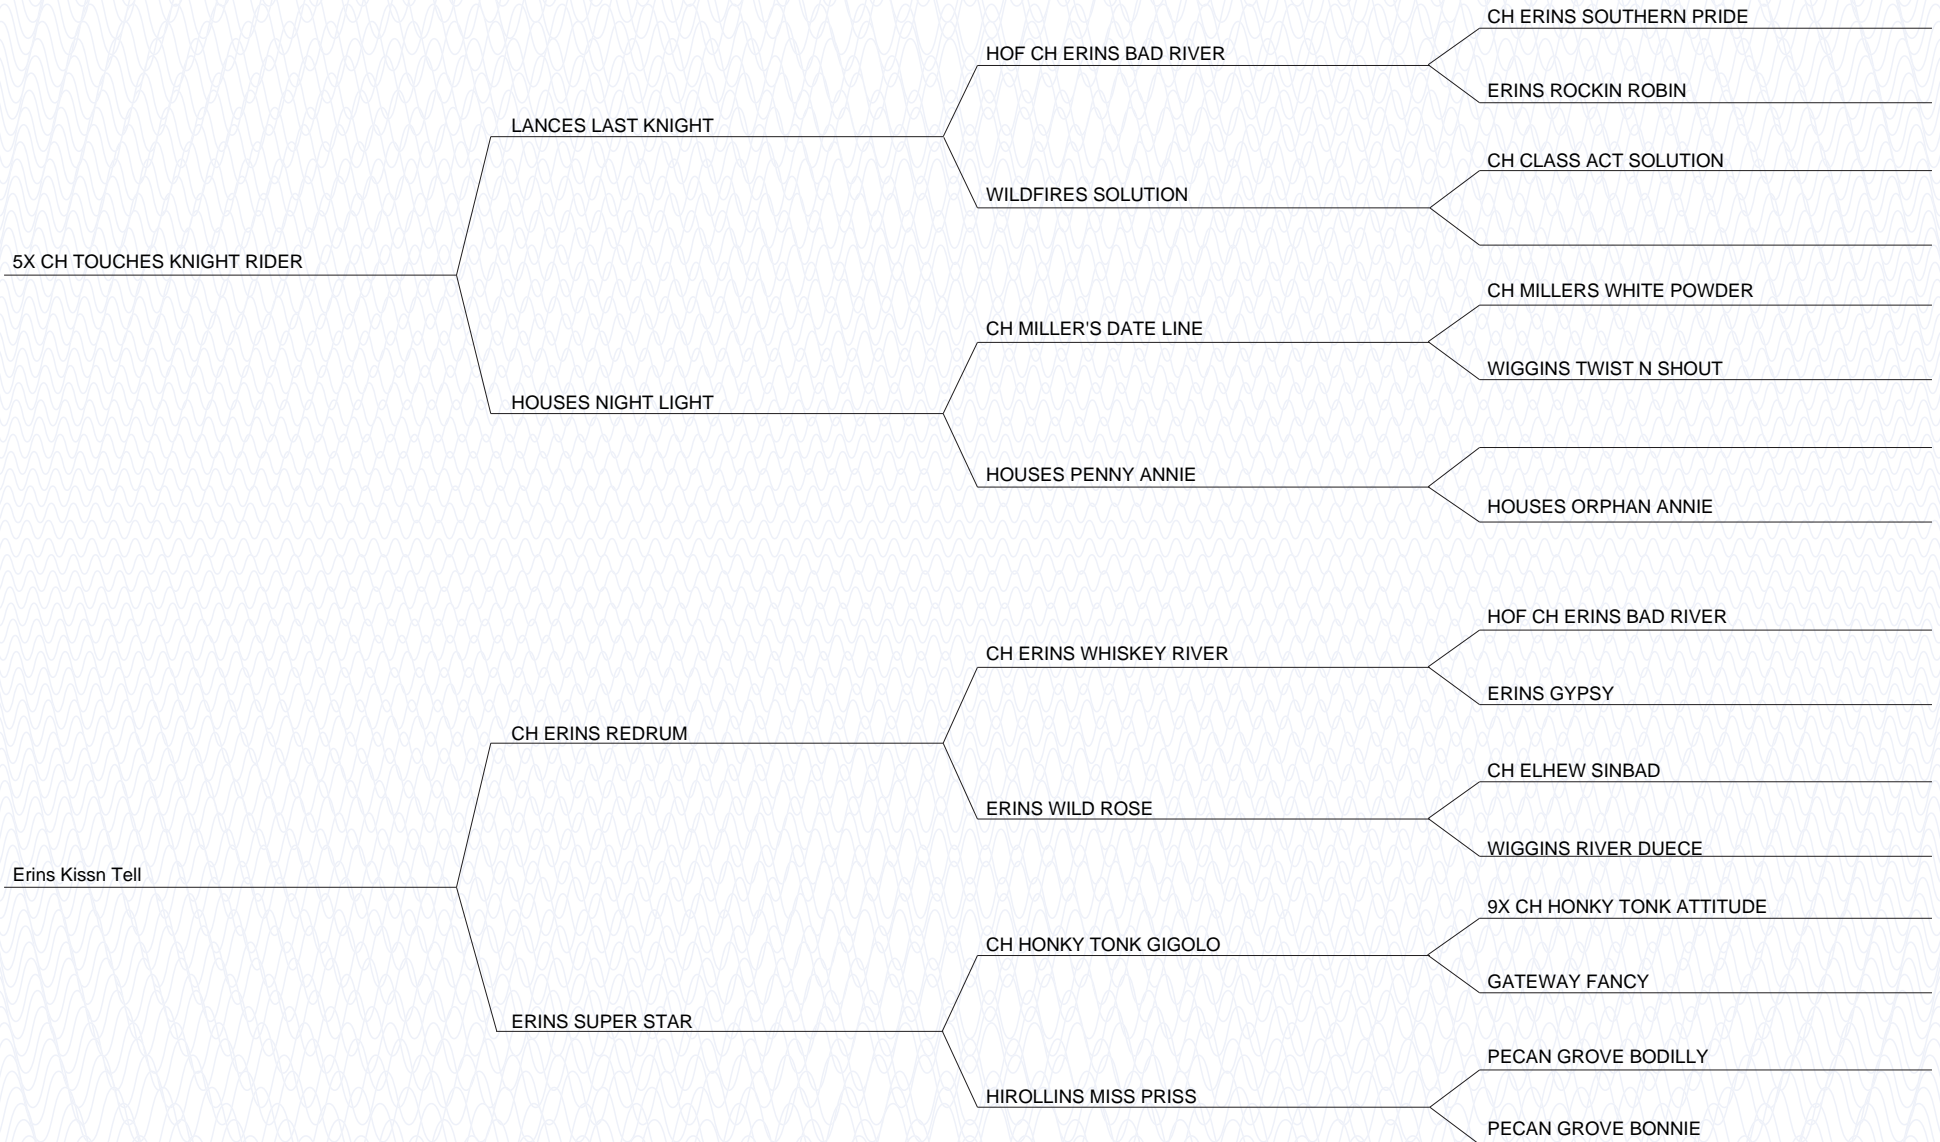 CH ERINS SOUTHERN PRIDE
HOF CH ERINS BAD RIVER
ERINS ROCKIN ROBIN
LANCES LAST KNIGHT
CH CLASS ACT SOLUTION
WILDFIRES SOLUTION
5X CH TOUCHES KNIGHT RIDER
CH MILLERS WHITE POWDER
CH MILLER'S DATE LINE
WIGGINS TWIST N SHOUT
HOUSES NIGHT LIGHT
HOUSES PENNY ANNIE
HOUSES ORPHAN ANNIE
HOF CH ERINS BAD RIVER
CH ERINS WHISKEY RIVER
ERINS GYPSY
CH ERINS REDRUM
CH ELHEW SINBAD
ERINS WILD ROSE
WIGGINS RIVER DUECE
Erins Kissn Tell
9X CH HONKY TONK ATTITUDE
CH HONKY TONK GIGOLO
GATEWAY FANCY
ERINS SUPER STAR
PECAN GROVE BODILLY
HIROLLINS MISS PRISS
PECAN GROVE BONNIE